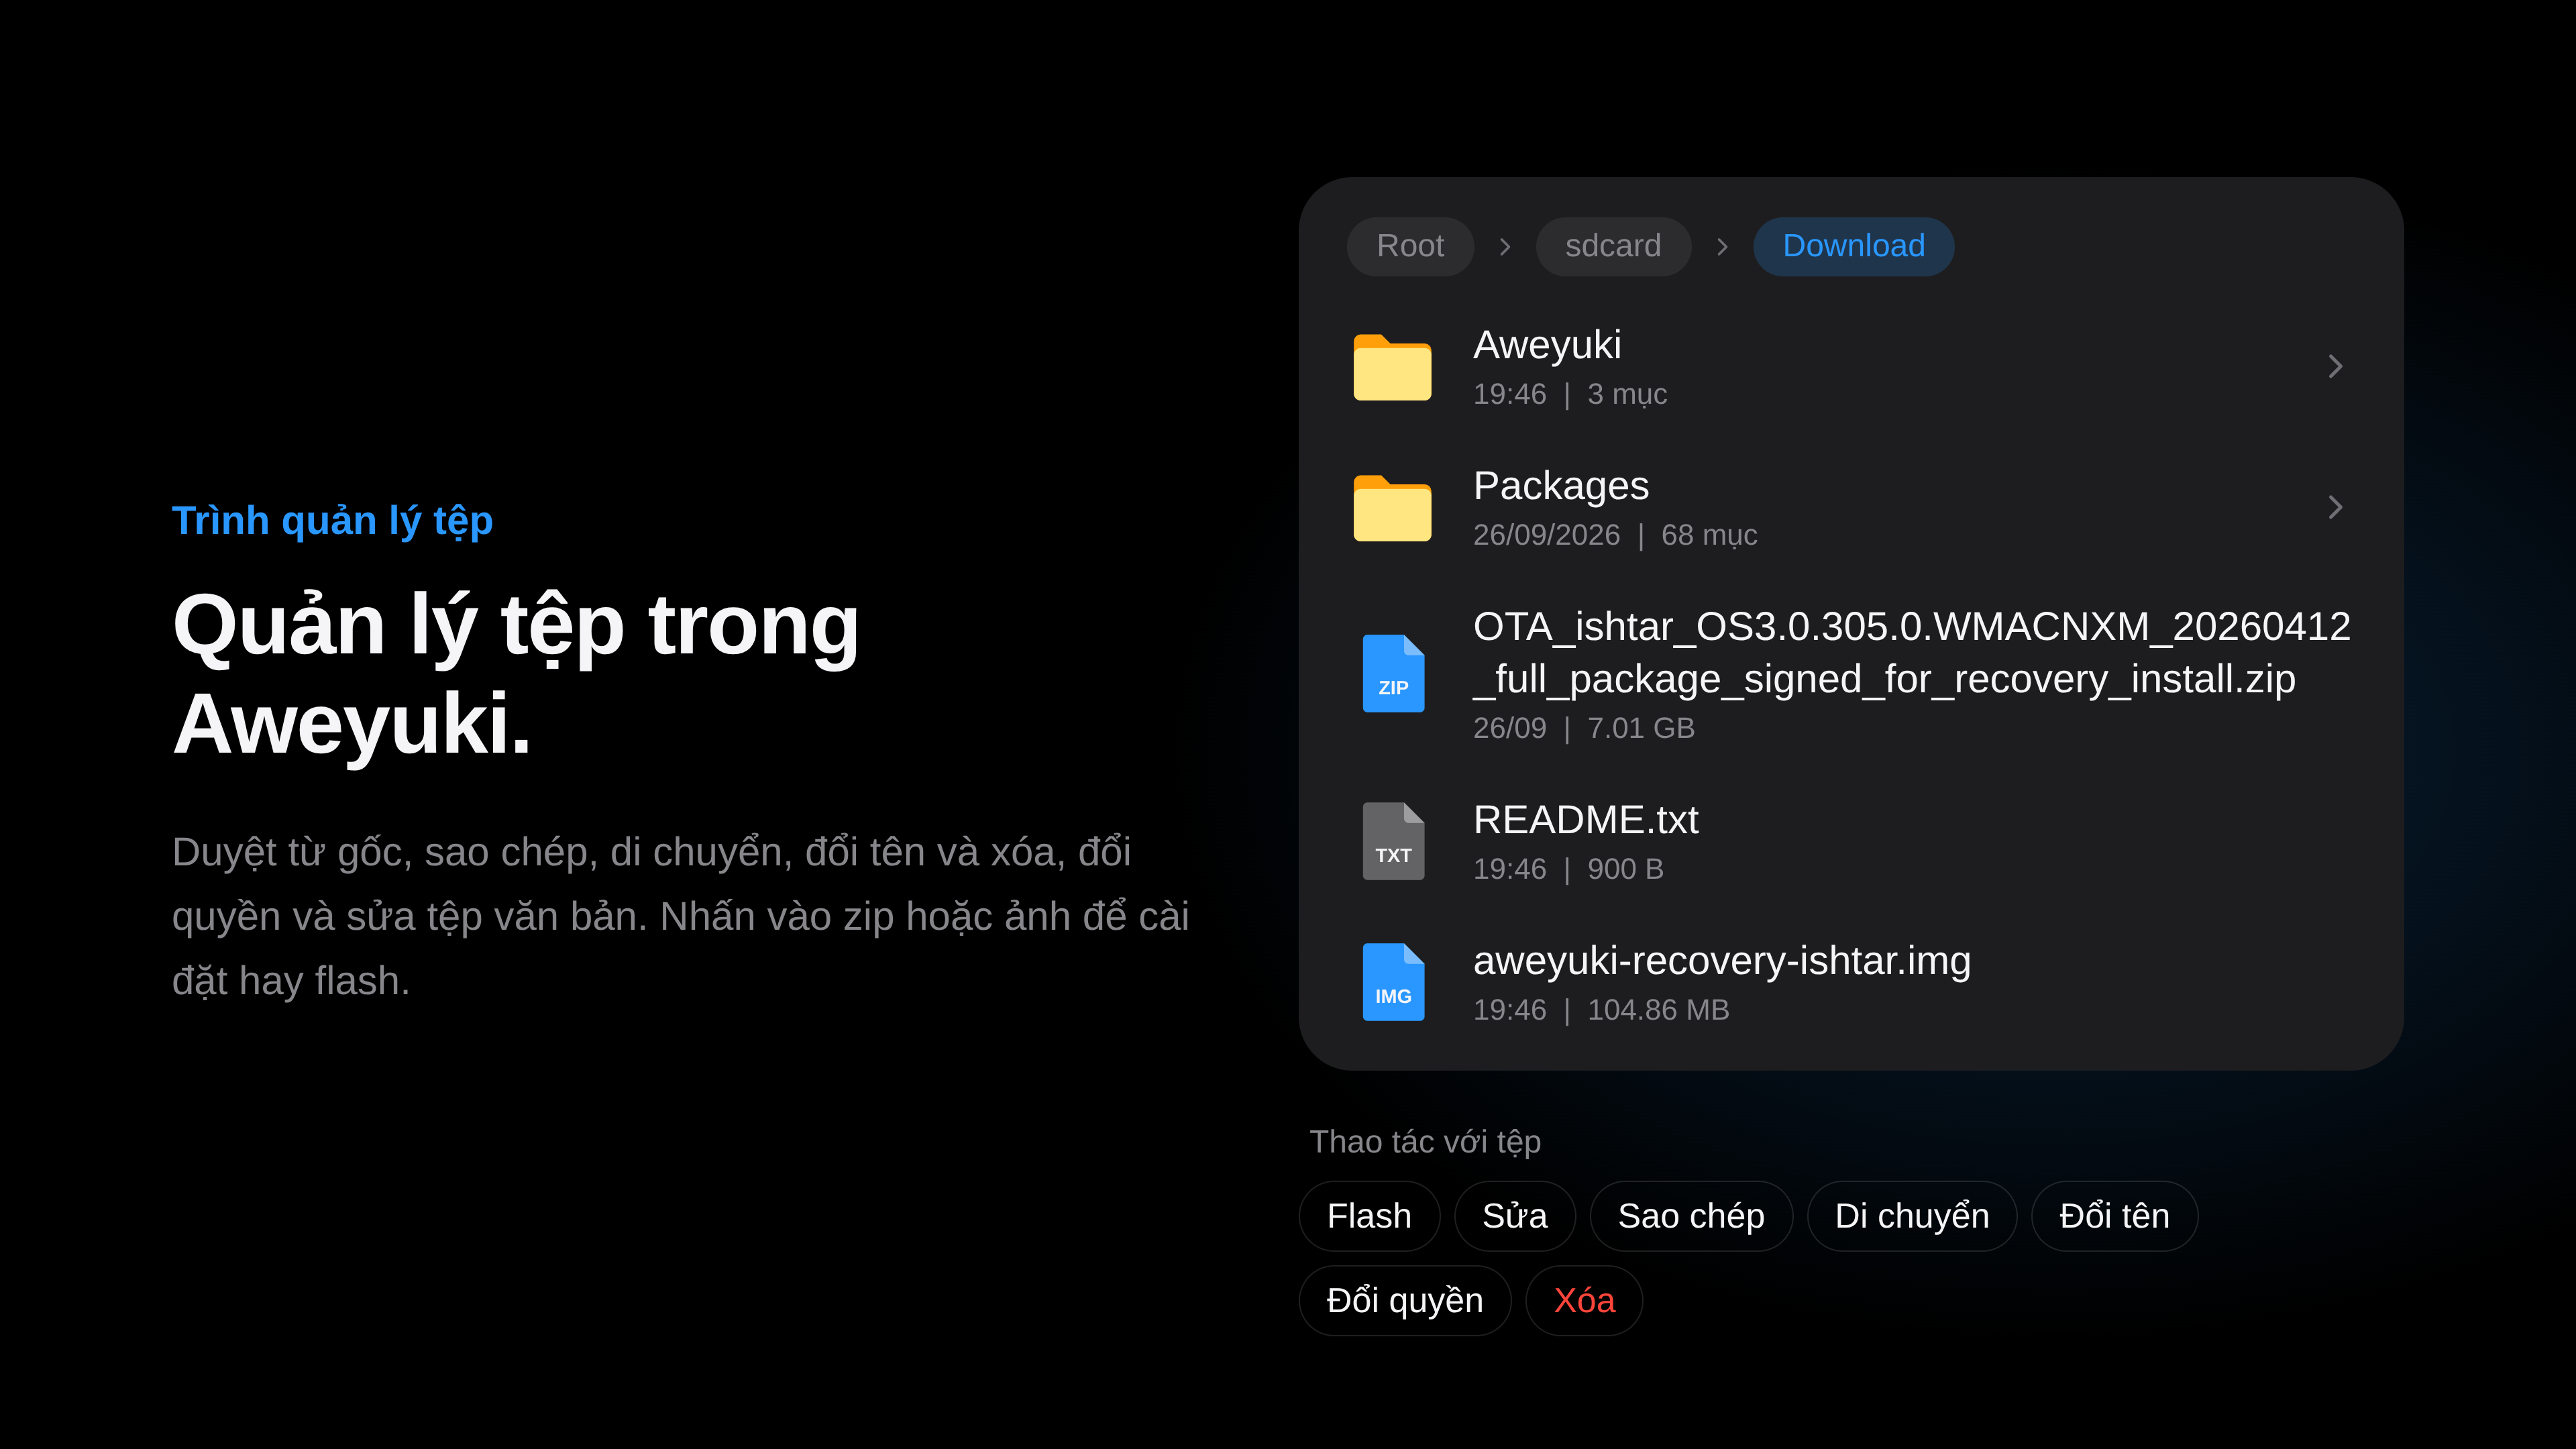 Trình quản lý tệp
Quản lý tệp trong
Aweyuki.
Duyệt từ gốc, sao chép, di chuyển, đổi tên và xóa, đổi
quyền và sửa tệp văn bản. Nhấn vào zip hoặc ảnh để cài
đặt hay flash.
Root sdcard Download
Aweyuki
19:46 | 3 mục
Packages
26/09/2026 | 68 mục
OTA_ishtar_OS3.0.305.0.WMACNXM_20260412
_full_package_signed_for_recovery_install.zip
ZIP
26/09 | 7.01 GB
README.txt
TXT
19:46 | 900 B
aweyuki-recovery-ishtar.img
IMG
19:46 | 104.86 MB
Thao tác với tệp
Flash Sửa Sao chép Di chuyển Đổi tên
Đổi quyền Xóa